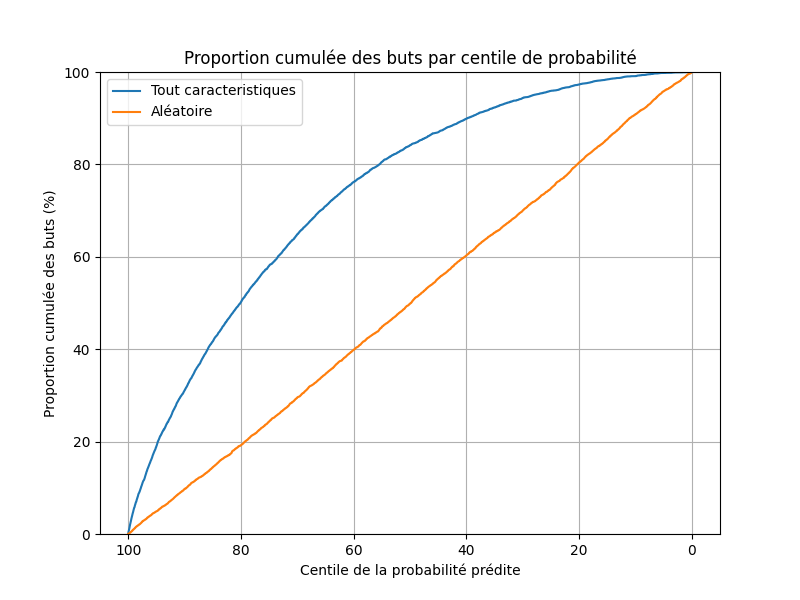 Proportion cumulée des buts par centile de probabilité
Tout caracteristiques
Aléatoire
Proportion cumulée des buts (%)
100
80
60
40
20
0
100
80
60
40
20
0
Centile de la probabilité prédite